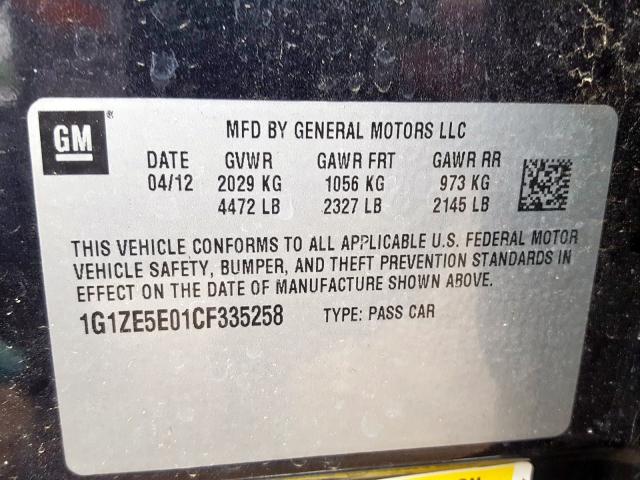 GM ®
MFD BY GENERAL MOTORS LLC
DATE GVWR GAWR FRT GAWR RR
04/12 2029 KG 1056 KG 973 KG
4472 LB 2327 LB 2145 LB
THIS VEHICLE CONFORMS TO ALL APPLICABLE U.S. FEDERAL MOTOR
VEHICLE SAFETY, BUMPER, AND THEFT PREVENTION STANDARDS IN
EFFECT ON THE DATE OF MANUFACTURE SHOWN ABOVE.
1G1ZE5E01CF335258 TYPE: PASS CAR